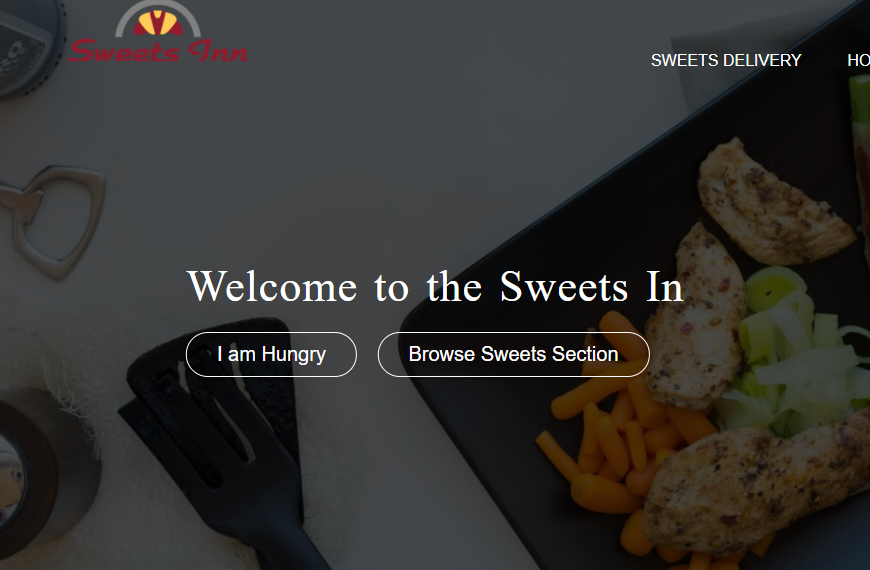 Sweets Inn
SWEETS DELIVERY
HO
Welcome to the Sweets In
I am Hungry
Browse Sweets Section